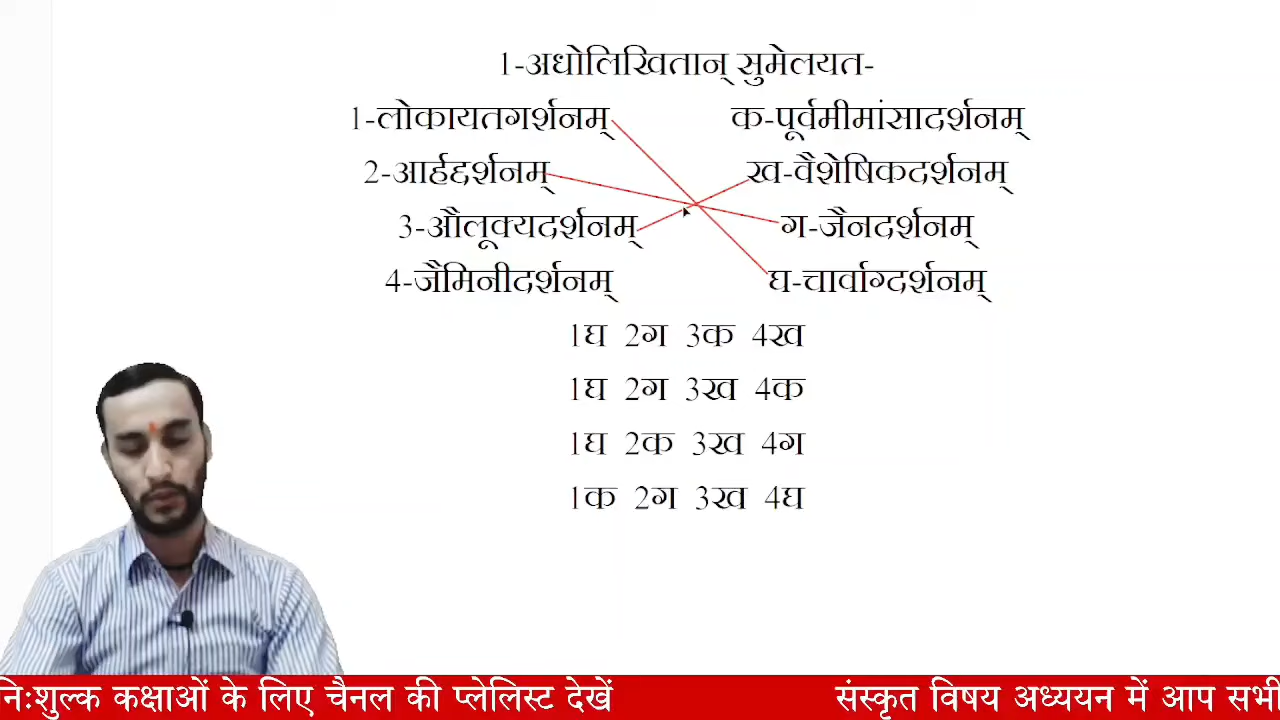 1-अधोलिखितान् सुमेलयत-
1-लोकायतगर्शनम् क-पूर्वमीमांसादर्शनम्
2-आर्हद्दर्शनम् ख-वैशेषिकदर्शनम्
3-औलूक्यदर्शनम् ग-जैनदर्शनम्
4-जैमिनीदर्शनम् घ-चार्वाग्दर्शनम्
1घ 2ग 3क 4ख
1घ 2ग 3ख 4क
1घ 2क 3ख 4ग
1क 2ग 3ख 4घ
निःशुल्क कक्षाओं के लिए चैनल की प्लेलिस्ट देखें संस्कृत विषय अध्ययन में आप सभी